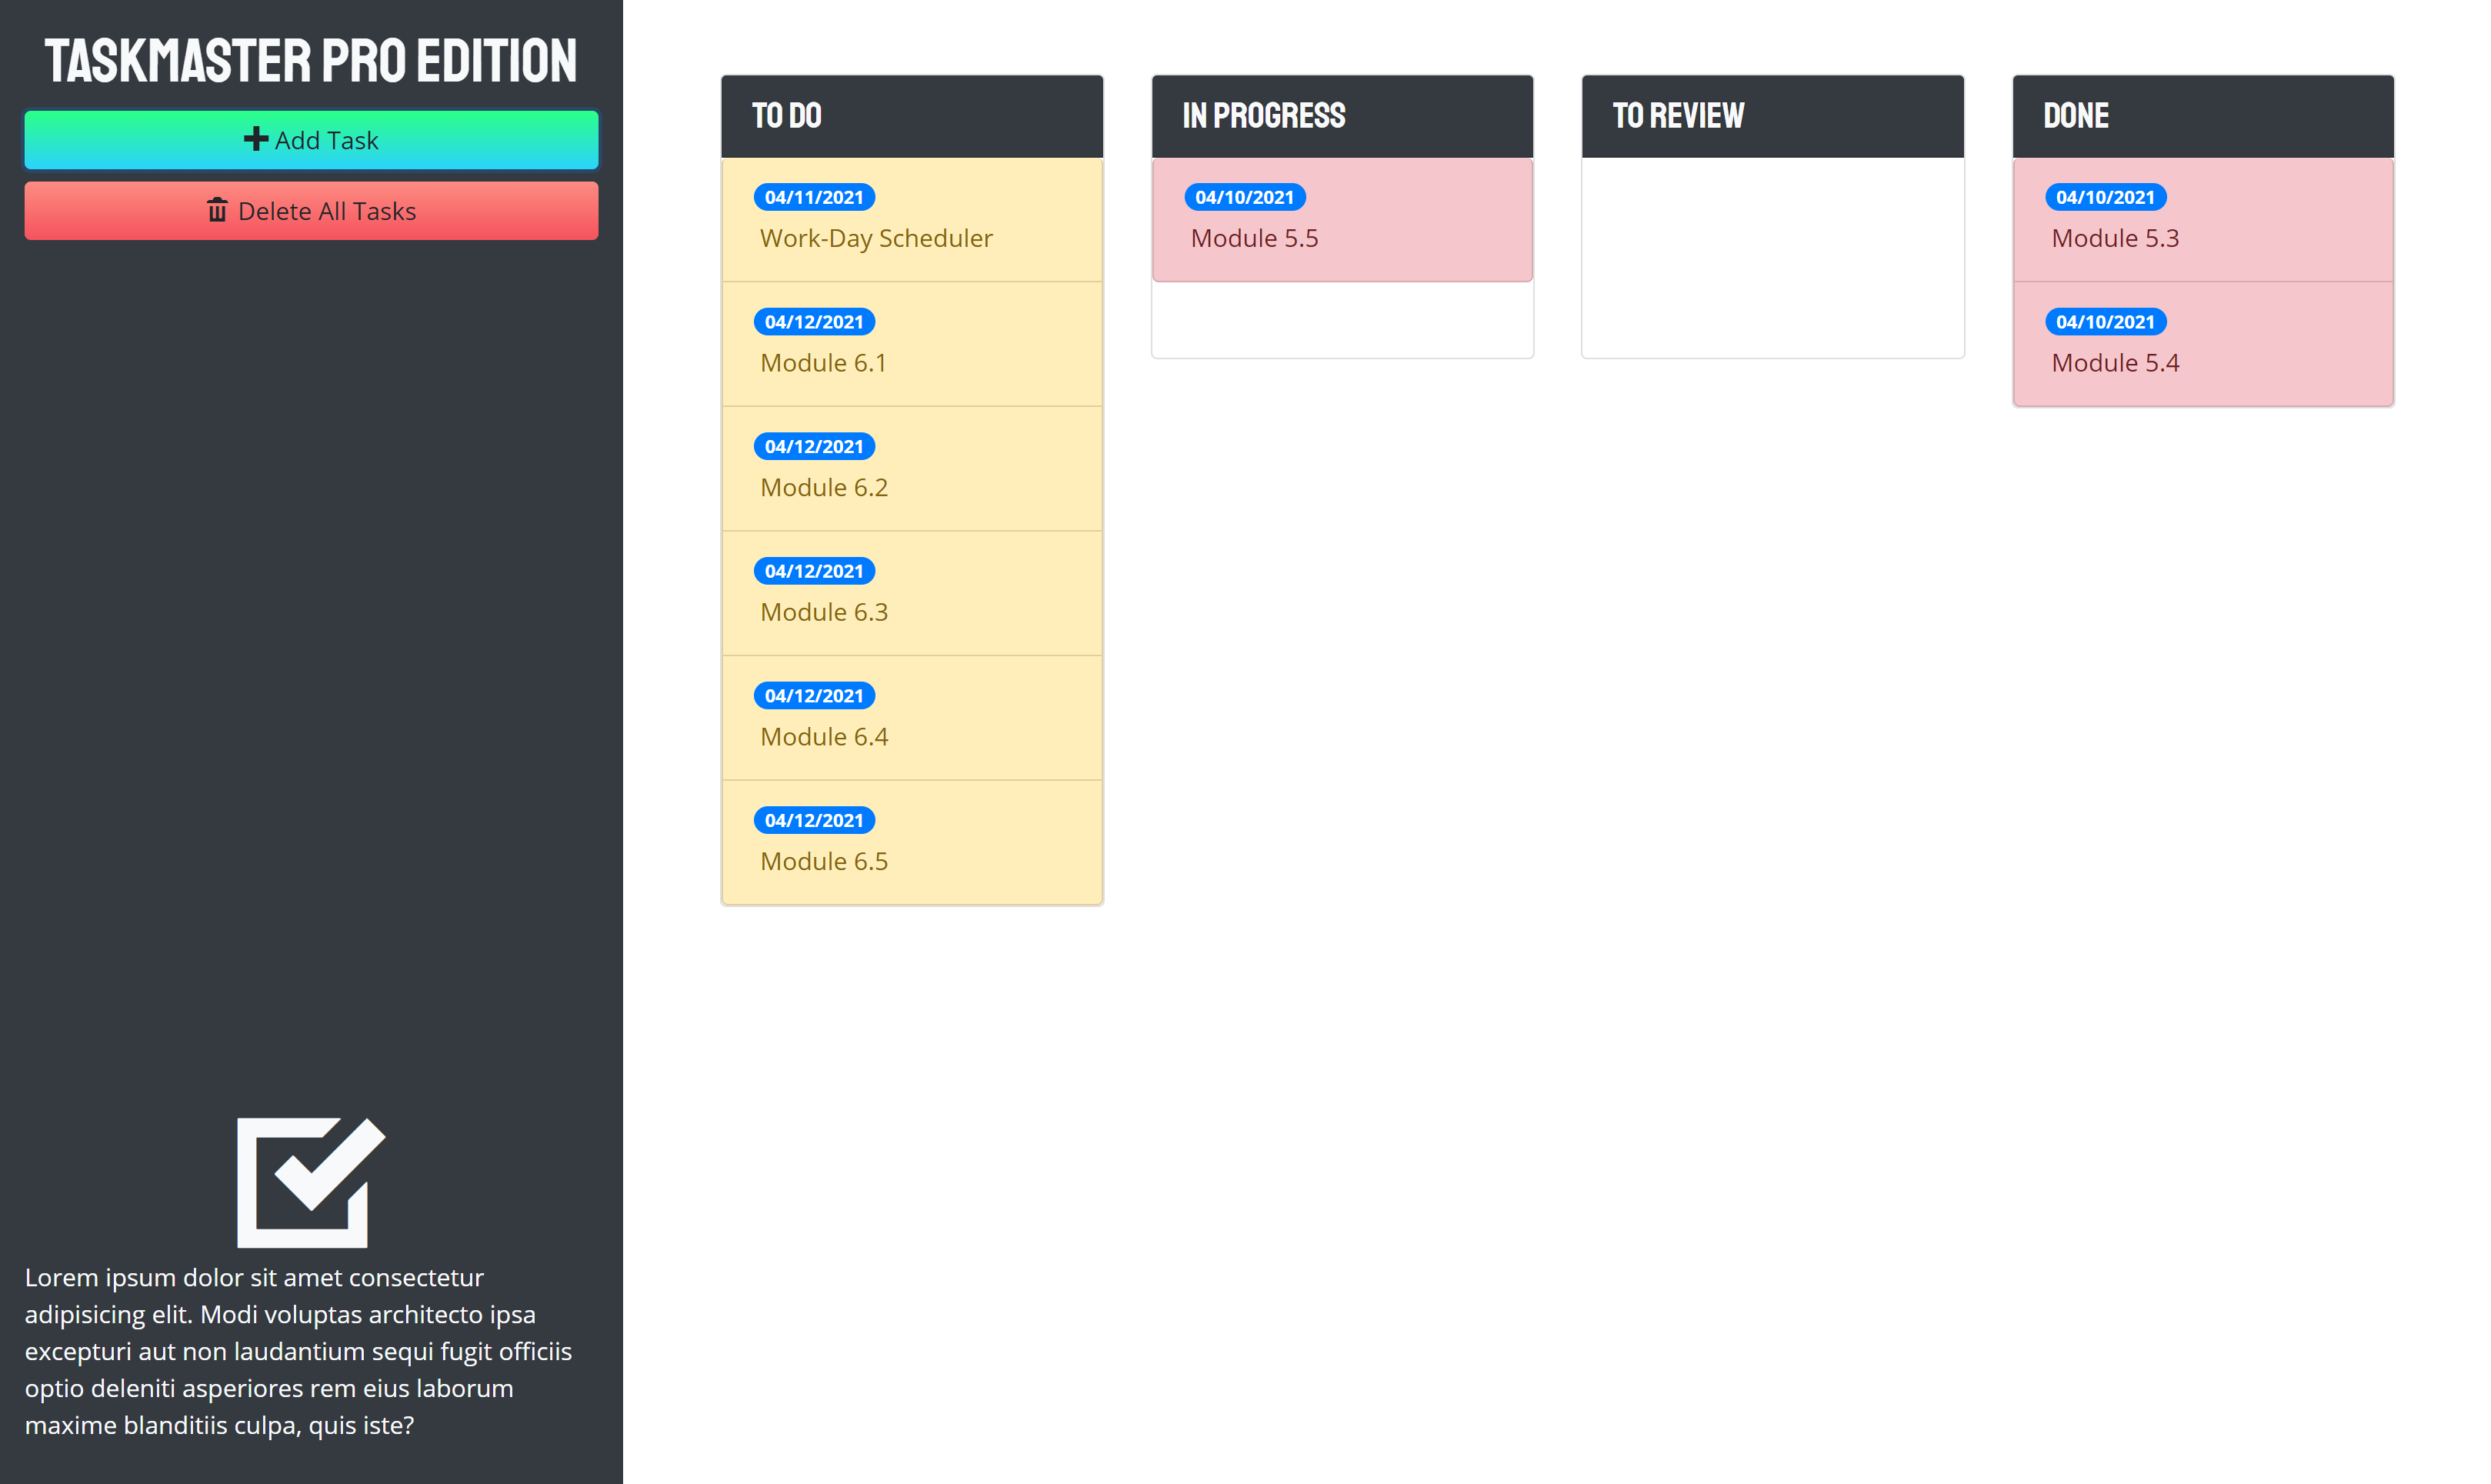 TASKMASTER PRO EDITION
Add Task
Delete All Tasks
Lorem ipsum dolor sit amet consectetur
adipisicing elit. Modi voluptas architecto ipsa
excepturi aut non laudantium sequi fugit officiis
optio deleniti asperiores rem eius laborum
maxime blanditiis culpa, quis iste?
TO DO
04/11/2021
Work-Day Scheduler
04/12/2021
Module 6.1
04/12/2021
Module 6.2
04/12/2021
Module 6.3
04/12/2021
Module 6.4
04/12/2021
Module 6.5
IN PROGRESS
04/10/2021
Module 5.5
TO REVIEW
DONE
04/10/2021
Module 5.3
04/10/2021
Module 5.4